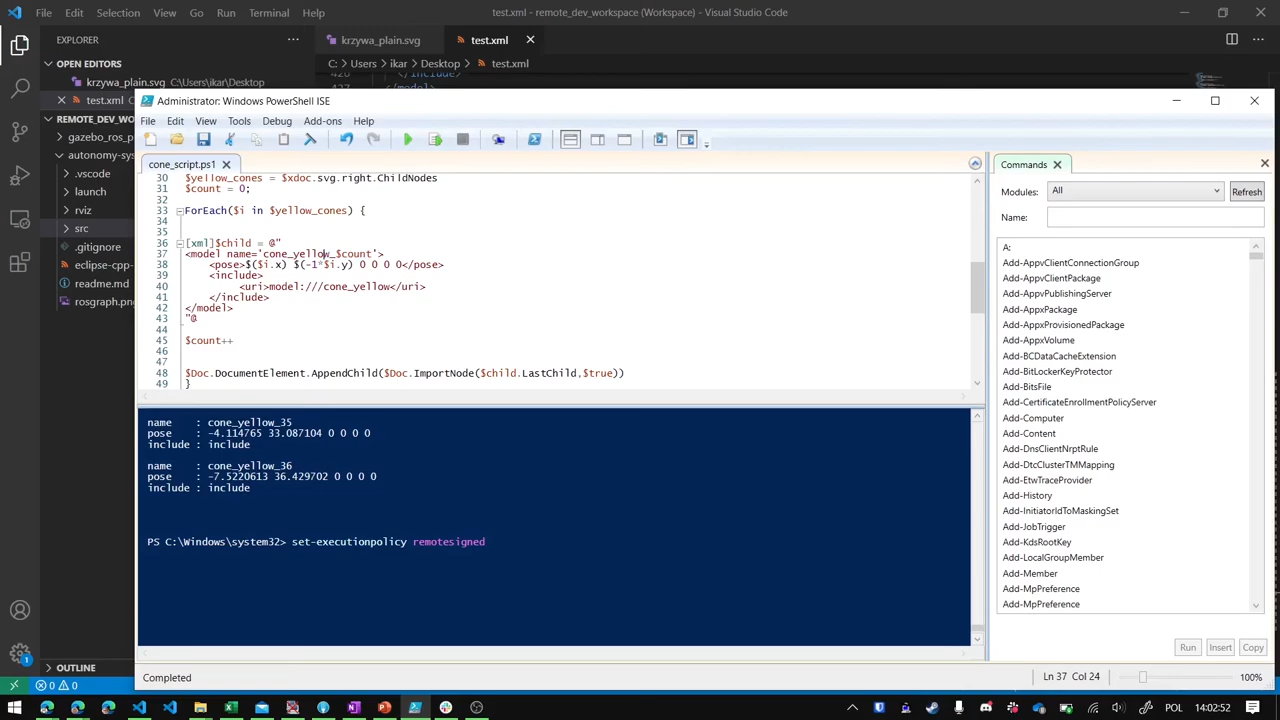 File Edit Selection View Go Run Terminal Help
test.xml - remote_dev_workspace (Workspace) - Visual Studio Code
EXPLORER
krzywa_plain.svg
test.xml
OPEN EDITORS
C: > Users > ikar > Desktop > test.xml
krzywa_plain.svg C:\Users\ikar\Desktop
</include>
427
</model>
test.xml
REMOTE_DEV_W
gazebo_ros_p
autonomy-sys
.vscode
launch
rviz
src
.gitignore
eclipse-cpp-
readme.md
rosgraph.png
OUTLINE
0 0
Administrator: Windows PowerShell ISE
File Edit View Tools Debug Add-ons Help
cone_script.ps1
30 $yellow_cones = $xdoc.svg.right.ChildNodes
31 $count = 0;
32
33 ForEach($i in $yellow_cones) {
34
35
36 [xml]$child = @"
37 <model name='cone_yellow_$count'>
38 <pose>$($i.x) $(-1*$i.y) 0 0 0 0</pose>
39 <include>
40 <uri>model:///cone_yellow</uri>
41 </include>
42 </model>
43 "@
44
45 $count++
46
47
48 $Doc.DocumentElement.AppendChild($Doc.ImportNode($child.LastChild,$true))
49 }
name : cone_yellow_35
pose : -4.114765 33.087104 0 0 0 0
include : include
name : cone_yellow_36
pose : -7.5220613 36.429702 0 0 0 0
include : include
PS C:\Windows\system32> set-executionpolicy remotesigned
Completed
Ln 37 Col 24
100%
Commands
Modules: All Refresh
Name:
A:
Add-AppvClientConnectionGroup
Add-AppvClientPackage
Add-AppvPublishingServer
Add-AppxPackage
Add-AppxProvisionedPackage
Add-AppxVolume
Add-BCDataCacheExtension
Add-BitLockerKeyProtector
Add-BitsFile
Add-CertificateEnrollmentPolicyServer
Add-Computer
Add-Content
Add-DnsClientNrptRule
Add-DtcClusterTMMapping
Add-EtwTraceProvider
Add-History
Add-InitiatorIdToMaskingSet
Add-JobTrigger
Add-KdsRootKey
Add-LocalGroupMember
Add-Member
Add-MpPreference
Add-MpPreference
Run Insert Copy
POL 14:02:52